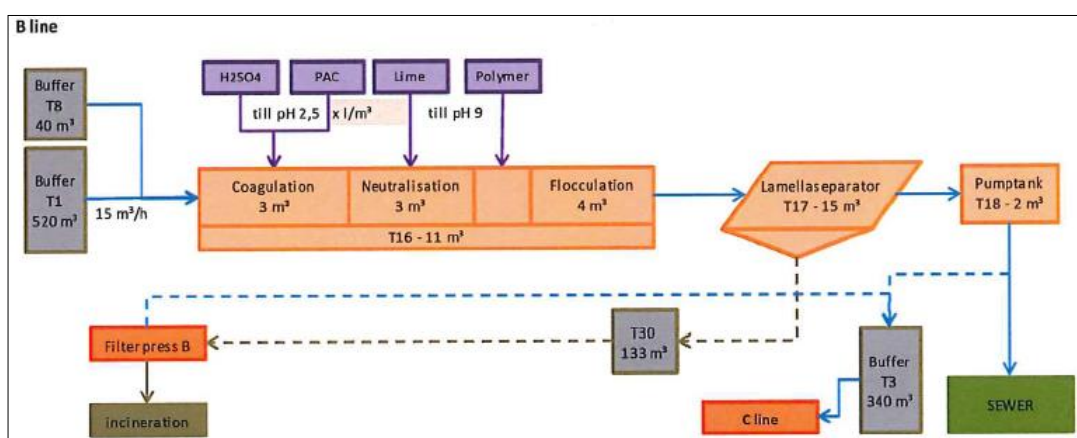 B line
H2SO4
PAC
Lime
Polymer
Buffer
T8
40 m³
till pH 2,5
x l/m³
till pH 9
Buffer
T1
520 m³
15 m³/h
Coagulation
3 m³
Neutralisation
3 m³
Flocculation
4 m³
T16 - 11 m³
Lamellaseparator
T17 - 15 m³
Pumptank
T18 - 2 m³
Filterpress B
T30
133 m³
Buffer
T3
340 m³
incineration
C line
SEWER